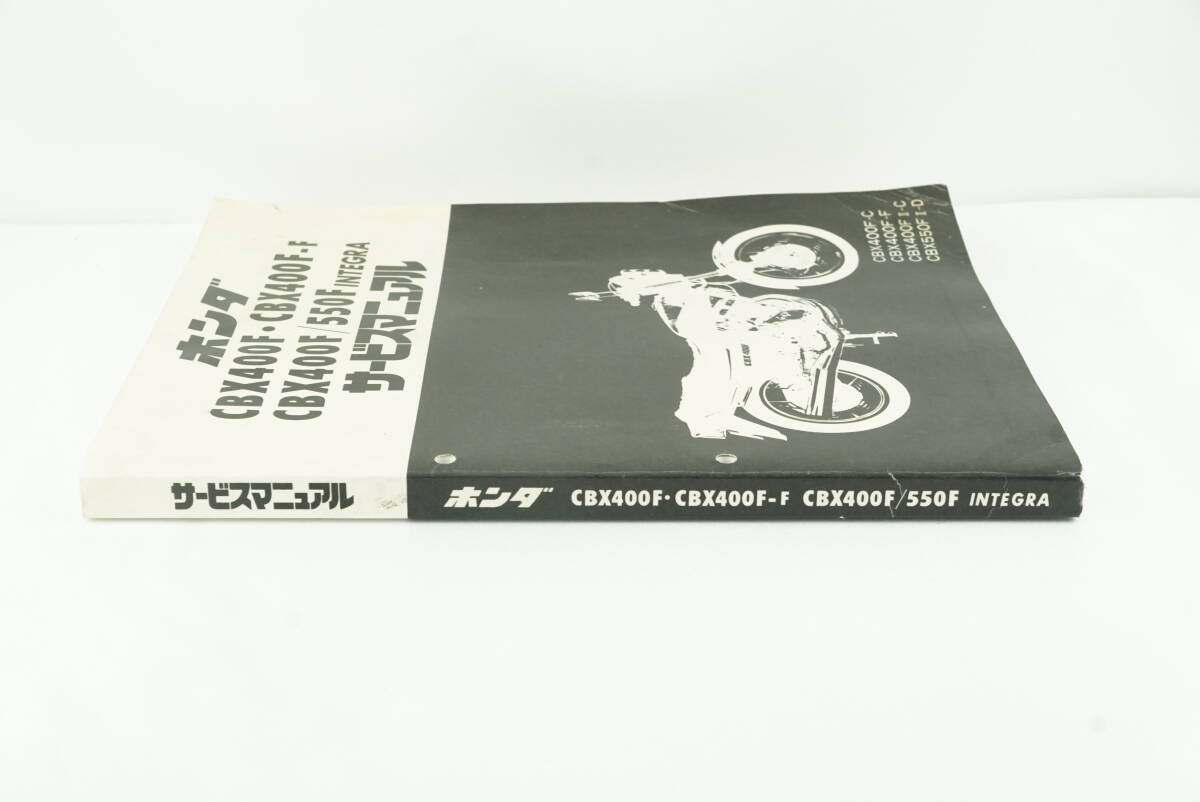 ホンダ
CBX400F・CBX400F-F
CBX400F/550F INTEGRA
サービスマニュアル
CBX400F-C
CBX400F-F
CBX400FⅡ-C
CBX550FⅡ-D
CBX 400F
サービスマニュアル ホンダ CBX400F・CBX400F-F CBX400F/550F INTEGRA